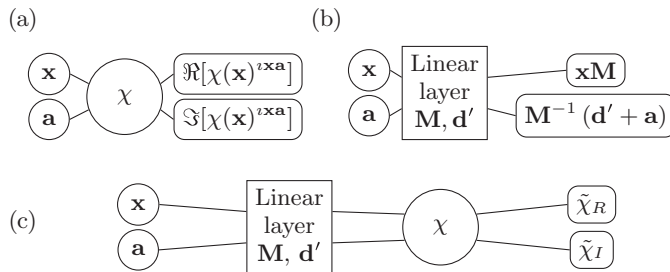 (a)
x
a
χ
ℜ[χ(x)^{ıxa}]
ℑ[χ(x)^{ıxa}]
(b)
x
a
Linear
layer
M, d′
xM
M⁻¹ (d′ + a)
(c)
x
a
Linear
layer
M, d′
χ
χ̃_R
χ̃_I